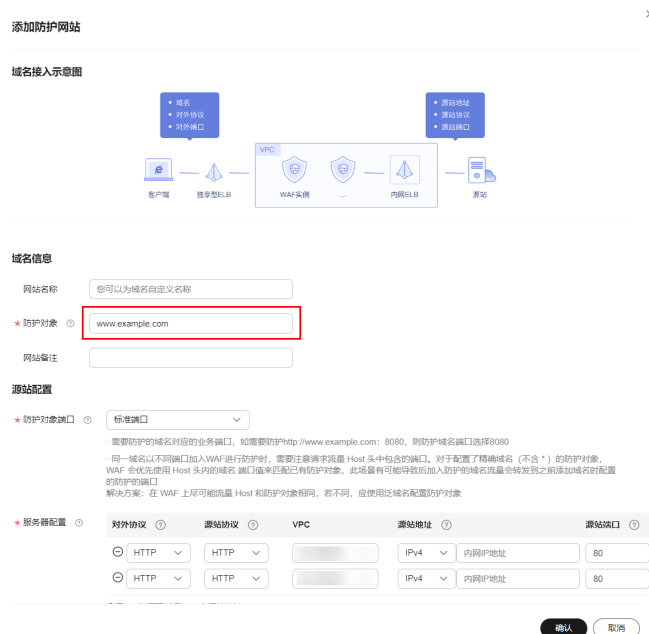 添加防护网站
域名接入示意图
• 域名
• 对外协议
• 对外端口
• 源站地址
• 源站协议
• 源站端口
VPC
客户端 独享型ELB WAF实例 ... 内网ELB 源站
域名信息
网站名称 您可以为域名自定义名称
* 防护对象 ? www.example.com
网站备注
源站配置
* 防护对象端口 ? 标准端口
· 需要防护的域名对应的业务端口，如需要防护http://www.example.com：8080，则防护域名端口选择8080
· 同一域名以不同端口加入WAF进行防护时，需要注意请求流量 Host 头中包含的端口。对于配置了精确域名（不含 * ）的防护对象，
WAF 会优先使用 Host 头内的域名:端口值来匹配已有防护对象，此场景有可能导致后加入防护的域名流量会转发到之前添加域名时配置
的防护的端口
解决方案：在 WAF 上尽可能流量 Host 和防护对象相同，若不同，应使用泛域名配置防护对象
* 服务器配置 ? 对外协议 ? 源站协议 ? VPC 源站地址 ? 源站端口 ?
HTTP HTTP IPv4 内网IP地址 80
HTTP HTTP IPv4 内网IP地址 80
确认 取消